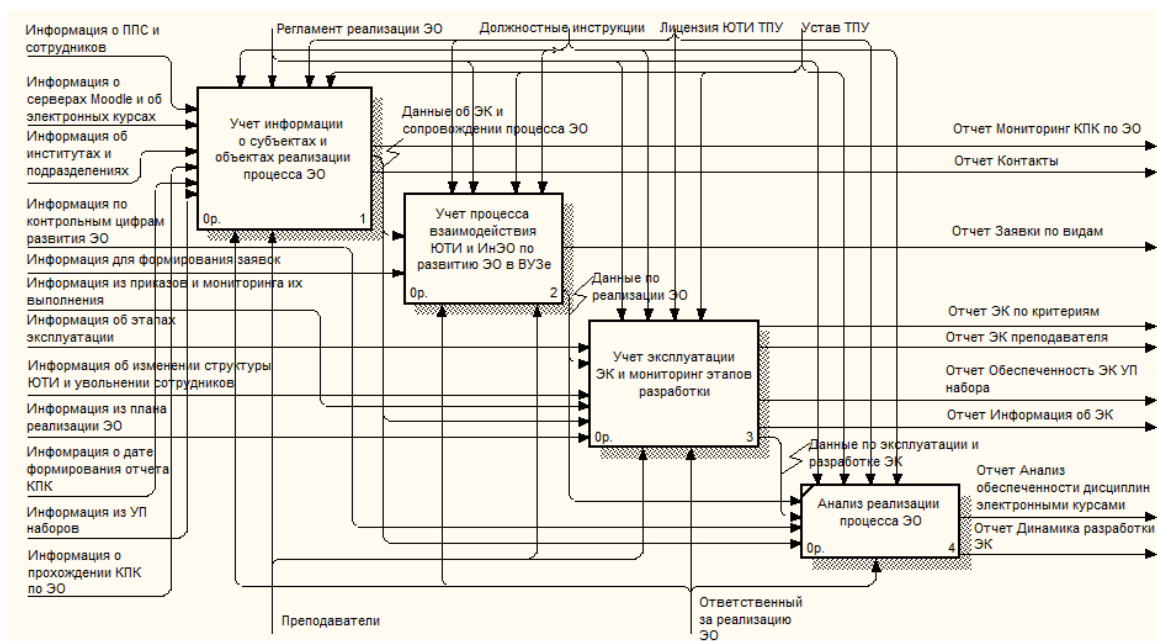 Информация о ППС и
сотрудников
Регламент реализации ЭО
Должностные инструкции
Лицензия ЮТИ ТПУ
Устав ТПУ
Информация о
серверах Moodle и об
электронных курсах
Информация об
институтах и
подразделениях
Информация по
контрольным цифрам
развития ЭО
Информация для формирования заявок
Информация из приказов и мониторинга их
выполнения
Информация об этапах
эксплуатации
Информация об изменении структуры
ЮТИ и увольнении сотрудников
Информация из плана
реализации ЭО
Инфомрация о дате
формирования отчета
КПК
Информация из УП
наборов
Информация о
прохождении КПК
по ЭО
Учет информации
о субъектах и
объектах реализации
процесса ЭО
0р.
1
Данные об ЭК и
сопровождении процесса ЭО
Учет процесса
взаимодействия
ЮТИ и ИнЭО по
развитию ЭО в ВУЗе
0р.
2
Данные по
реализации ЭО
Учет эксплуатации
ЭК и мониторинг этапов
разработки
0р.
3
Данные по эксплуатации и
разработке ЭК
Анализ реализации
процесса ЭО
0р.
4
Отчет Мониторинг КПК по ЭО
Отчет Контакты
Отчет Заявки по видам
Отчет ЭК по критериям
Отчет ЭК преподавателя
Отчет Обеспеченность ЭК УП
набора
Отчет Информация об ЭК
Отчет Анализ
обеспеченности дисциплин
электронными курсами
Отчет Динамика разработки
ЭК
Преподаватели
Ответственный
за реализацию
ЭО